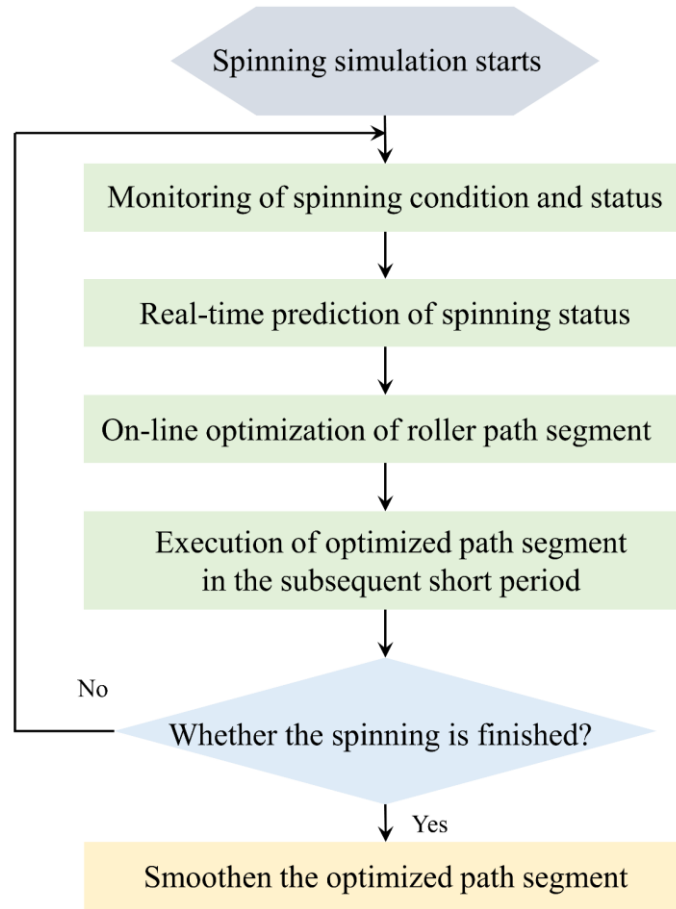 Spinning simulation starts
Monitoring of spinning condition and status
Real-time prediction of spinning status
On-line optimization of roller path segment
Execution of optimized path segment
in the subsequent short period
No
Whether the spinning is finished?
Yes
Smoothen the optimized path segment